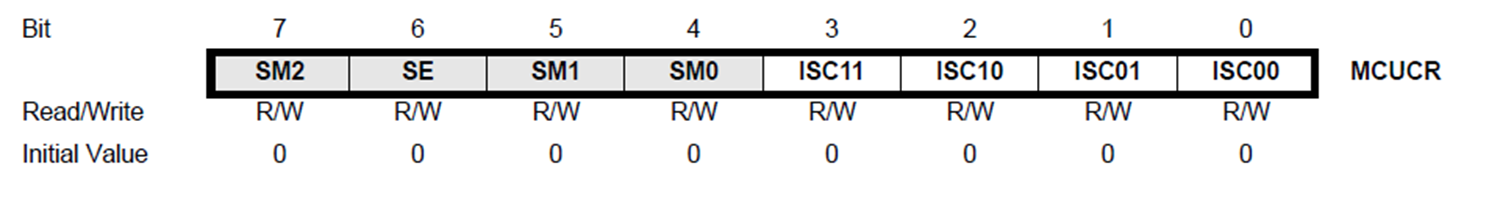 Bit 7 6 5 4 3 2 1 0
SM2 SE SM1 SM0 ISC11 ISC10 ISC01 ISC00 MCUCR
Read/Write R/W R/W R/W R/W R/W R/W R/W R/W
Initial Value 0 0 0 0 0 0 0 0